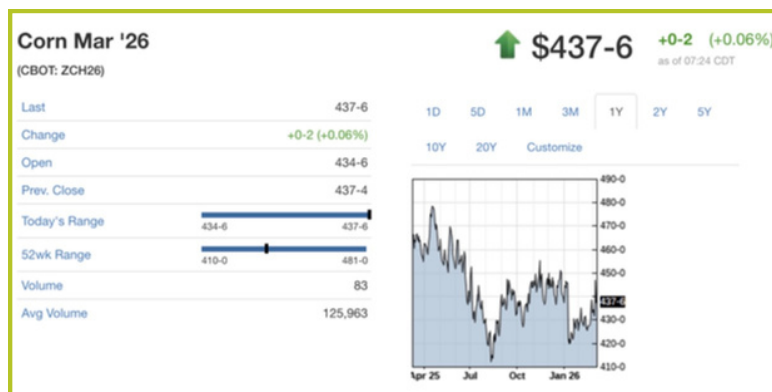 Corn Mar '26
(CBOT: ZCH26)
$437-6 +0-2 (+0.06%)
as of 07:24 CDT
Last 437-6
Change +0-2 (+0.06%)
Open 434-6
Prev. Close 437-4
Today's Range
434-6 437-6
52wk Range
410-0 481-0
Volume 83
Avg Volume 125,963
1D 5D 1M 3M 1Y 2Y 5Y
10Y 20Y Customize
490-0
480-0
470-0
460-0
450-0
437-6
430-0
420-0
410-0
Apr 25 Jul Oct Jan 26